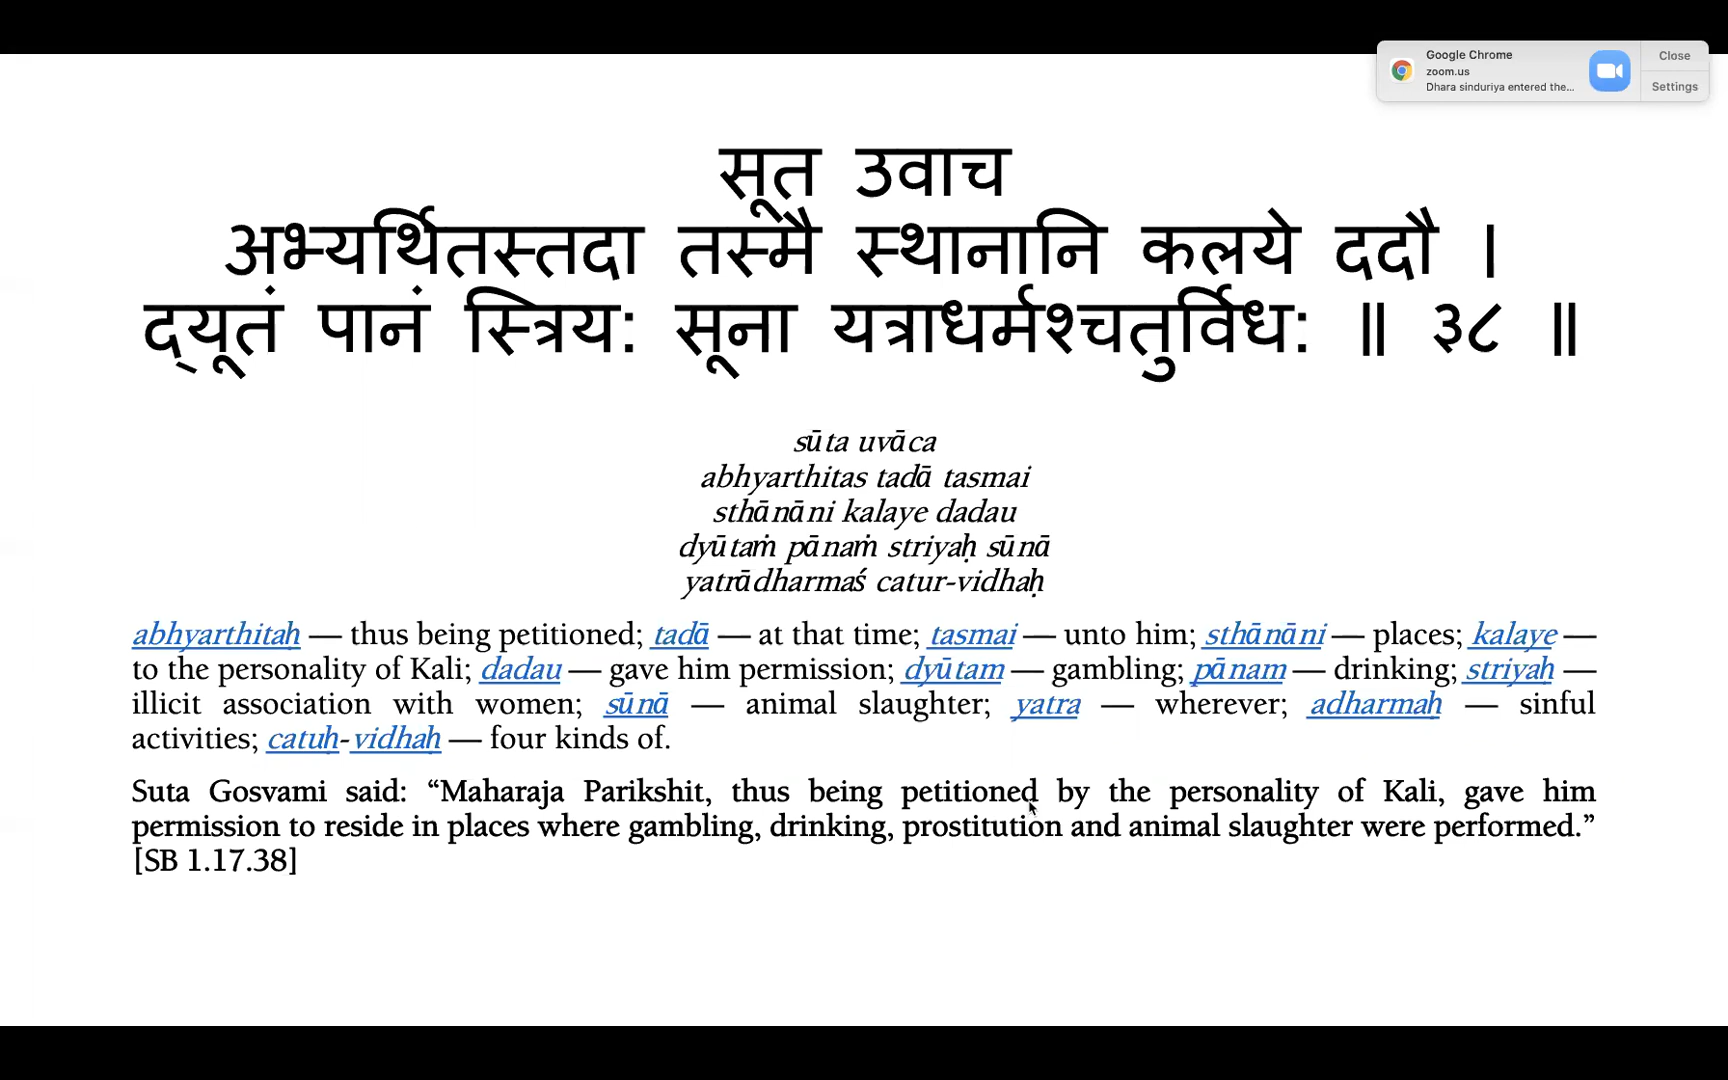 Google Chrome
Close
zoom.us
Dhara sinduriya entered the...
Settings
सूत उवाच
अभ्यर्थितस्तदा तस्मै स्थानानि कलये ददौ ।
द्‍यूतं पानं स्त्रिय: सूना यत्राधर्मश्चतुर्विध: ॥ ३८ ॥
sūta uvāca
abhyarthitas tadā tasmai
sthānāni kalaye dadau
dyūtaṁ pānaṁ striyaḥ sūnā
yatrādharmaś catur-vidhaḥ
abhyarthitaḥ — thus being petitioned; tadā — at that time; tasmai — unto him; sthānāni — places; kalaye —
to the personality of Kali; dadau — gave him permission; dyūtam — gambling; pānam — drinking; striyaḥ —
illicit association with women; sūnā — animal slaughter; yatra — wherever; adharmaḥ — sinful
activities; catuḥ-vidhaḥ — four kinds of.
Suta Gosvami said: “Maharaja Parikshit, thus being petitioned by the personality of Kali, gave him
permission to reside in places where gambling, drinking, prostitution and animal slaughter were performed.”
[SB 1.17.38]